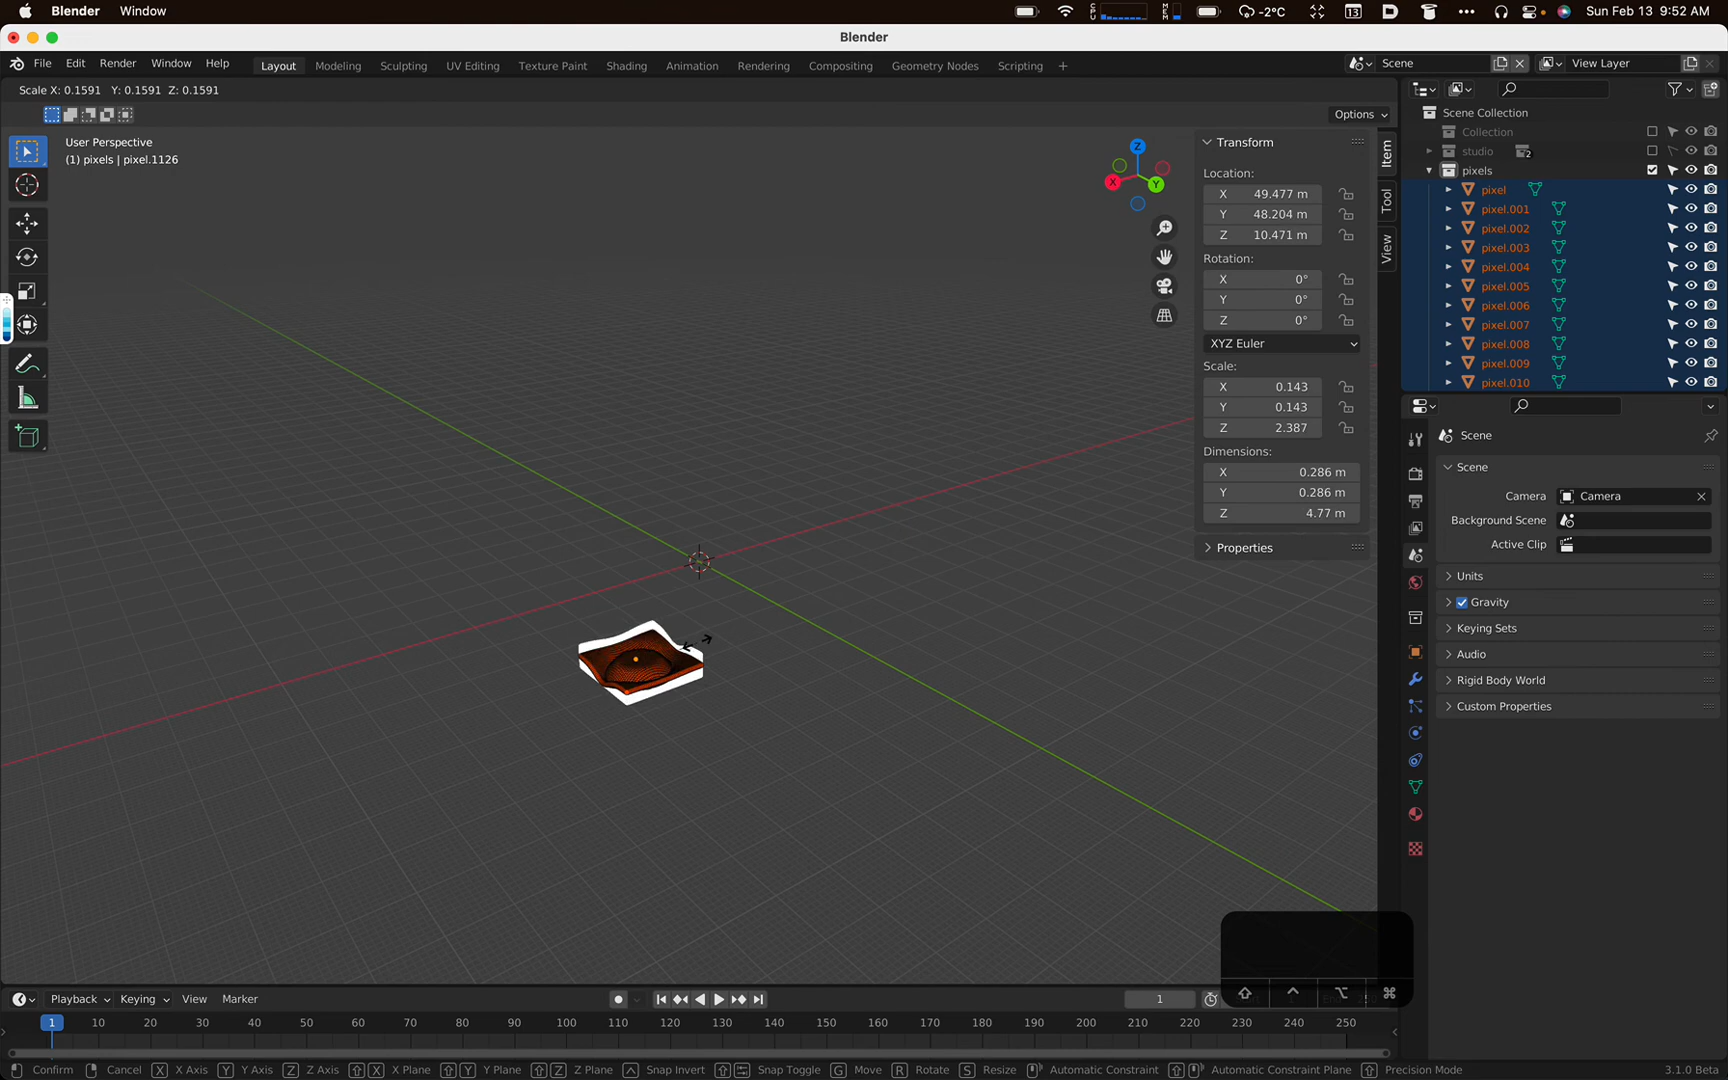 Blender Window -2°C 13 Sun Feb 13 9:52 AM
Blender
File Edit Render Window Help Layout Modeling Sculpting UV Editing Texture Paint Shading Animation Rendering Compositing Geometry Nodes Scripting + Scene View Layer
Scale X: 0.1591 Y: 0.1591 Z: 0.1591
Options
User Perspective
(1) pixels | pixel.1126
Z
X
Y
Transform
Location:
X 49.477 m
Y 48.204 m
Z 10.471 m
Rotation:
X 0°
Y 0°
Z 0°
XYZ Euler
Scale:
X 0.143
Y 0.143
Z 2.387
Dimensions:
X 0.286 m
Y 0.286 m
Z 4.77 m
Properties
Item
Tool
View
Scene Collection
Collection
studio 2
pixels
pixel
pixel.001
pixel.002
pixel.003
pixel.004
pixel.005
pixel.006
pixel.007
pixel.008
pixel.009
pixel.010
Scene
Scene
Camera Camera
Background Scene
Active Clip
Units
Gravity
Keying Sets
Audio
Rigid Body World
Custom Properties
Playback Keying View Marker 1
1 10 20 30 40 50 60 70 80 90 100 110 120 130 140 150 160 170 180 190 200 210 220 230 240 250
Confirm Cancel X X Axis Y Y Axis Z Z Axis X X Plane Y Y Plane Z Z Plane Snap Invert Snap Toggle G Move R Rotate S Resize Automatic Constraint Automatic Constraint Plane Precision Mode 3.1.0 Beta